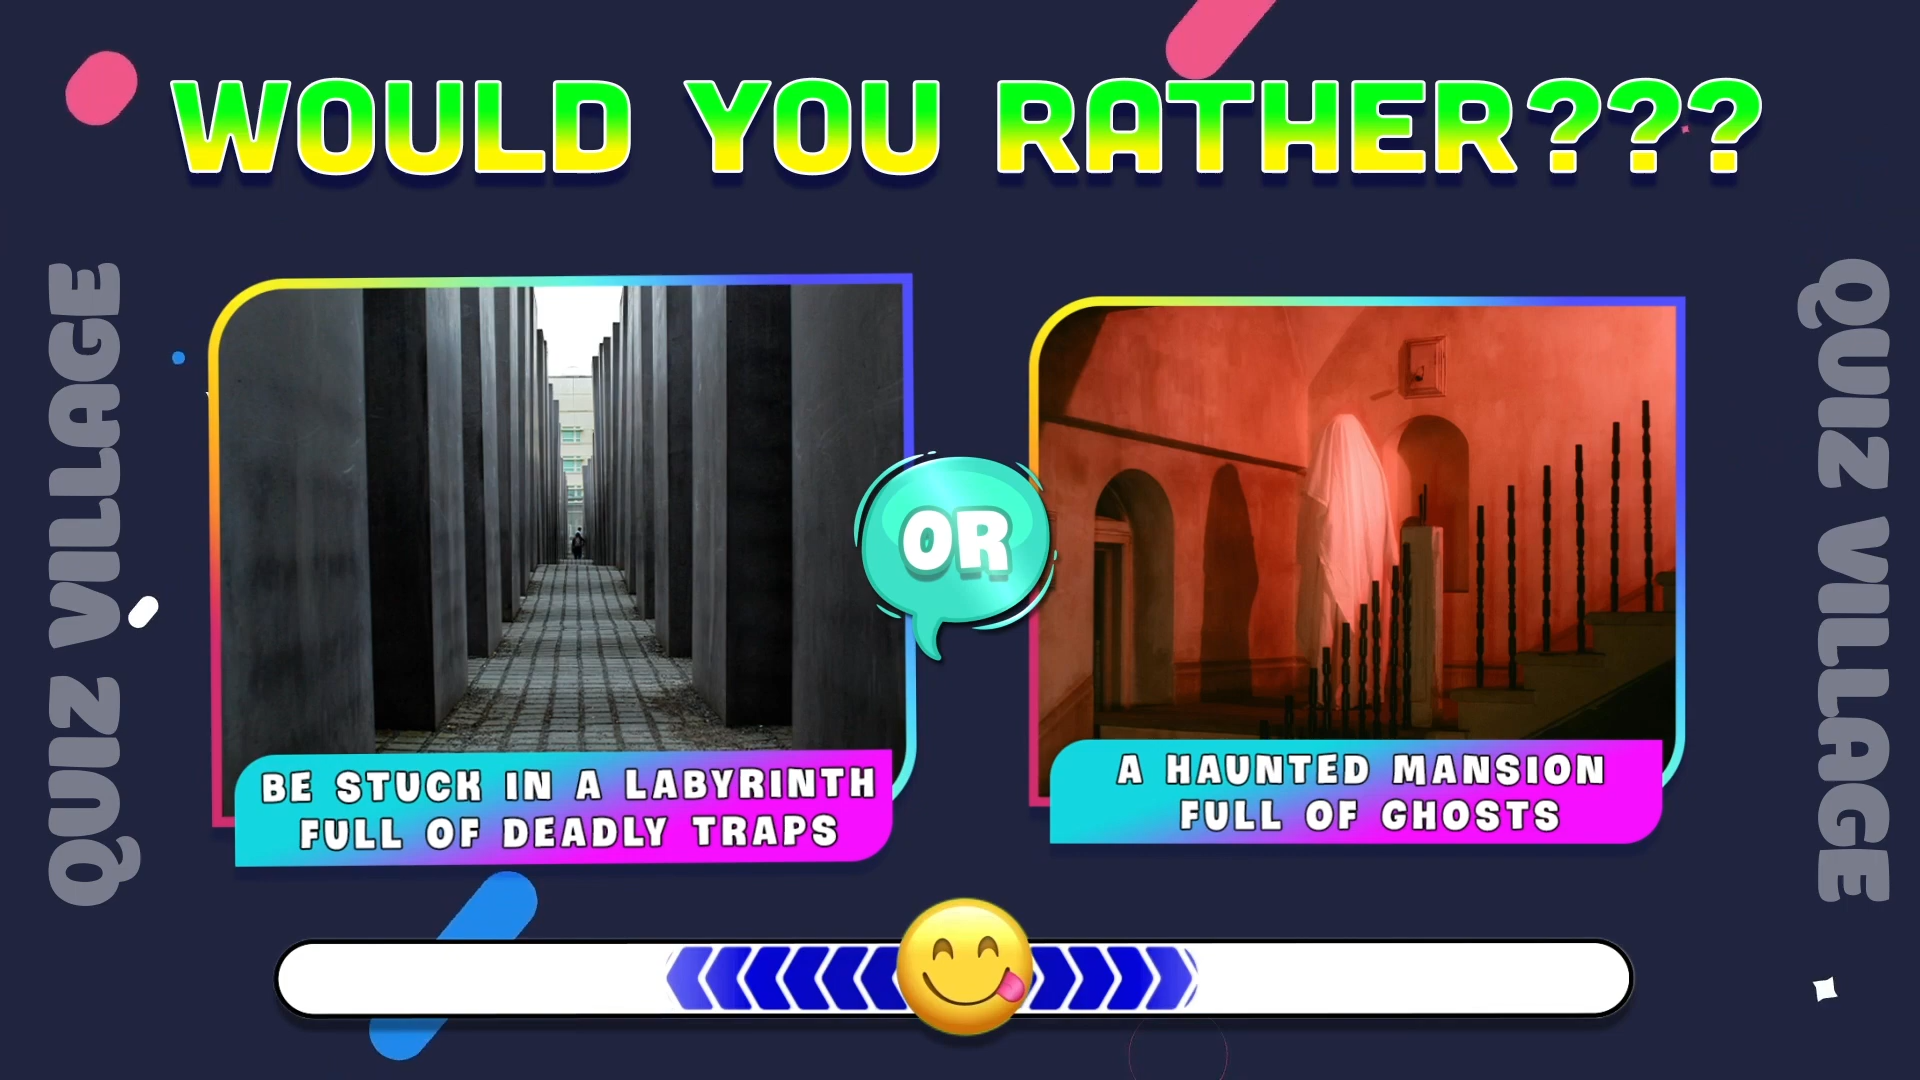 WOULD YOU RATHER???
QUIZ VILLAGE
BE STUCK IN A LABYRINTH
FULL OF DEADLY TRAPS
OR
A HAUNTED MANSION
FULL OF GHOSTS
QUIZ VILLAGE